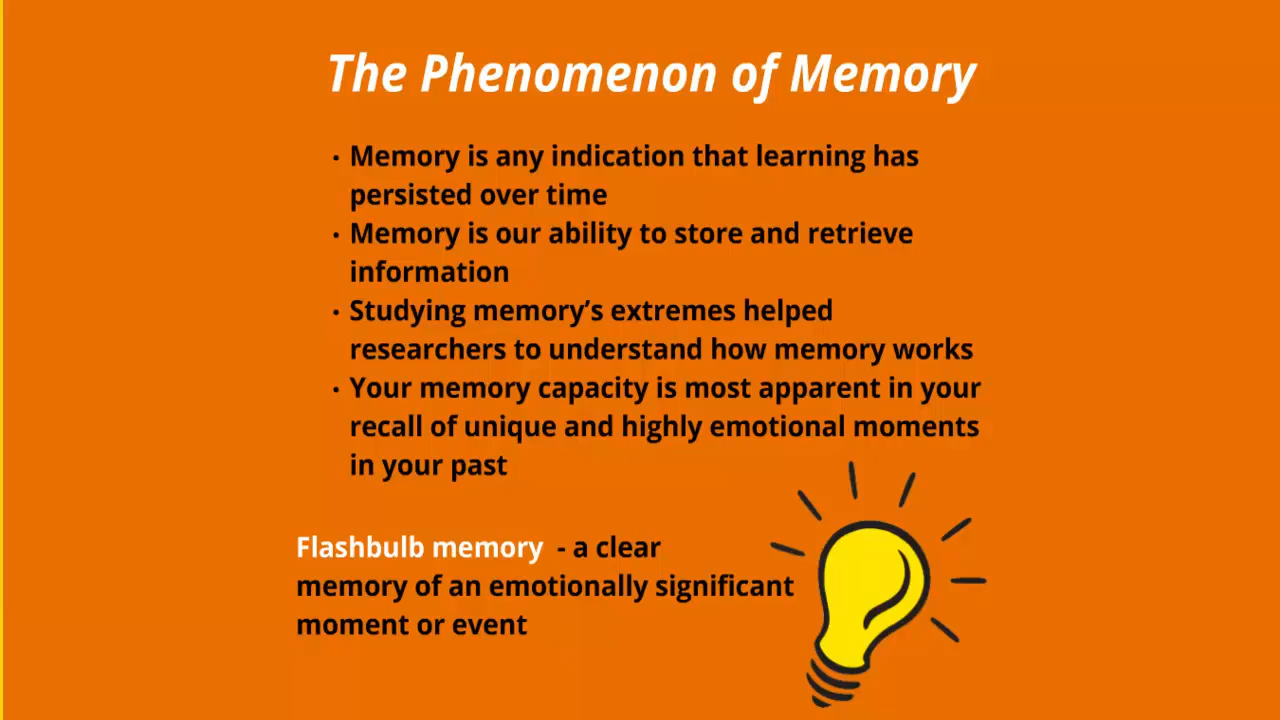 The Phenomenon of Memory
• Memory is any indication that learning has
persisted over time
• Memory is our ability to store and retrieve
information
• Studying memory’s extremes helped
researchers to understand how memory works
• Your memory capacity is most apparent in your
recall of unique and highly emotional moments
in your past
Flashbulb memory - a clear
memory of an emotionally significant
moment or event